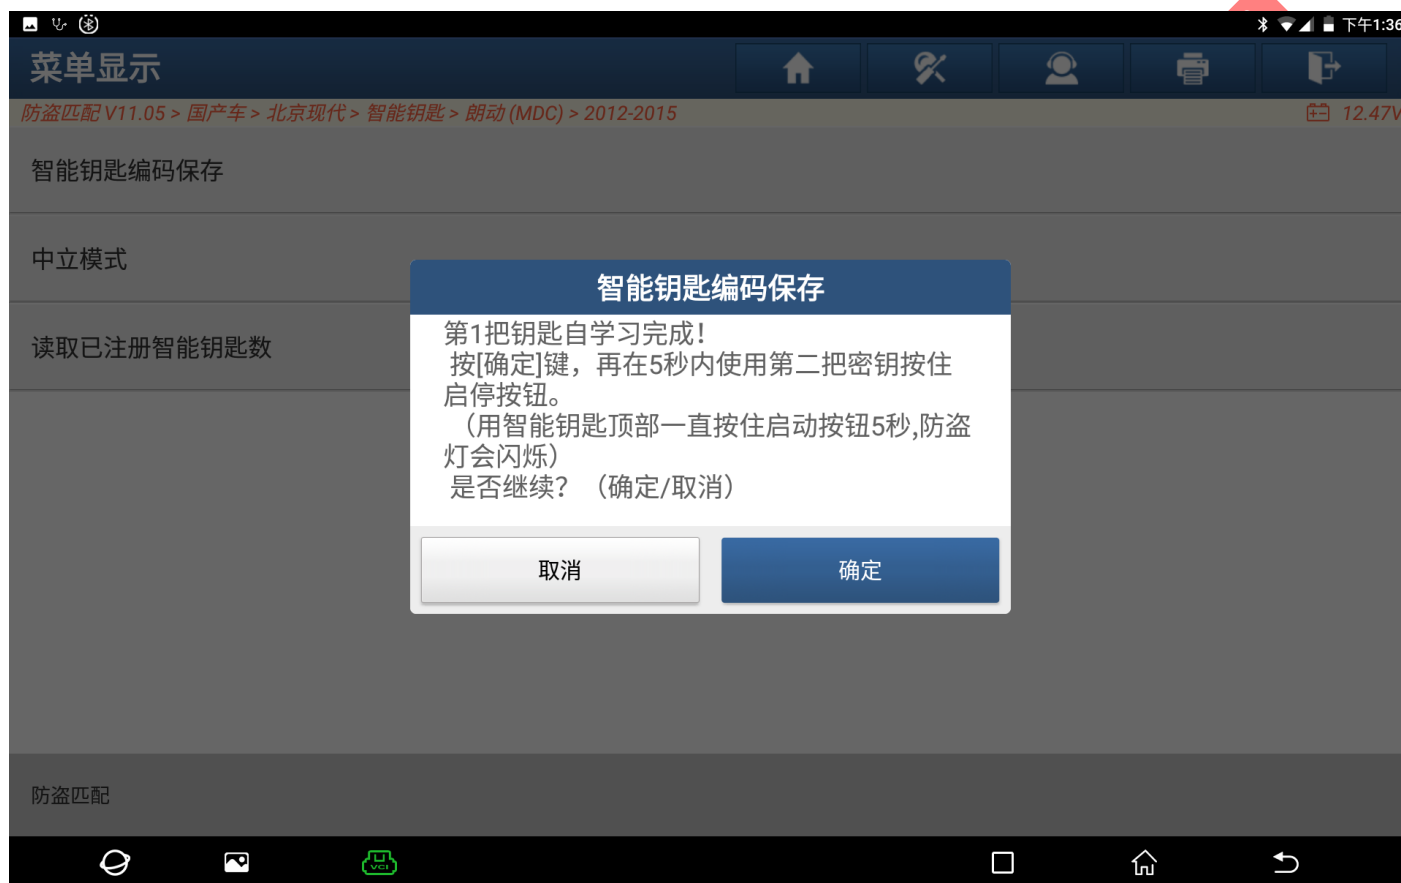 下午1:36
菜单显示
防盗匹配 V11.05 > 国产车 > 北京现代 > 智能钥匙 > 朗动 (MDC) > 2012-2015
12.47V
智能钥匙编码保存
中立模式
读取已注册智能钥匙数
智能钥匙编码保存
第1把钥匙自学习完成！
按[确定]键，再在5秒内使用第二把密钥按住
启停按钮。
（用智能钥匙顶部一直按住启动按钮5秒,防盗
灯会闪烁）
是否继续？（确定/取消）
取消
确定
防盗匹配
VCI